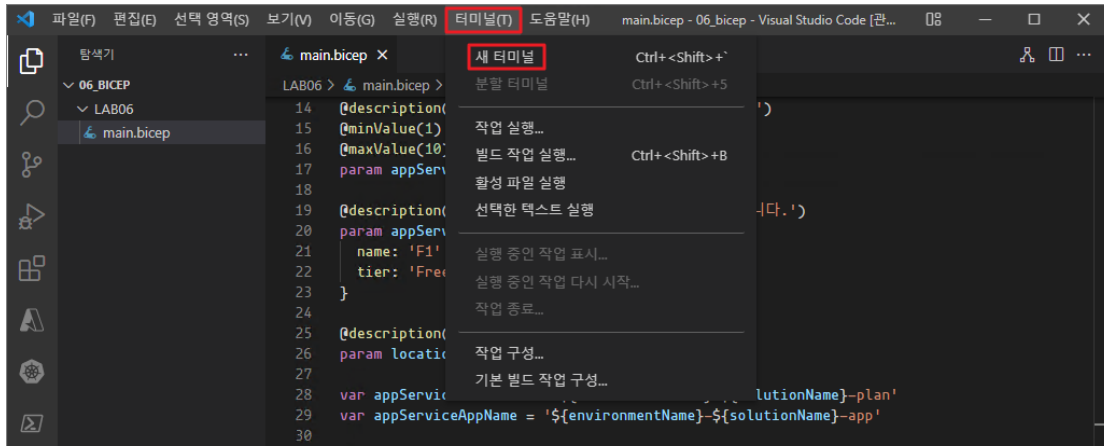 파일(F) 편집(E) 선택 영역(S) 보기(V) 이동(G) 실행(R) 터미널(T) 도움말(H) main.bicep - 06_bicep - Visual Studio Code [관...
탐색기 ...
main.bicep
06_BICEP
LAB06
main.bicep
LAB06 > main.bicep >
새 터미널 Ctrl+<Shift>+`
분할 터미널 Ctrl+<Shift>+5
작업 실행...
빌드 작업 실행... Ctrl+<Shift>+B
활성 파일 실행
선택한 텍스트 실행
실행 중인 작업 표시...
실행 중인 작업 다시 시작...
작업 종료...
작업 구성...
기본 빌드 작업 구성...
14 @description( ')
15 @minValue(1)
16 @maxValue(10)
17 param appServ
18
19 @description( 니다.')
20 param appServ
21 name: 'F1'
22 tier: 'Free
23 }
24
25 @description(
26 param locatio
27
28 var appServic lutionName}-plan'
29 var appServiceAppName = '${environmentName}-${solutionName}-app'
30